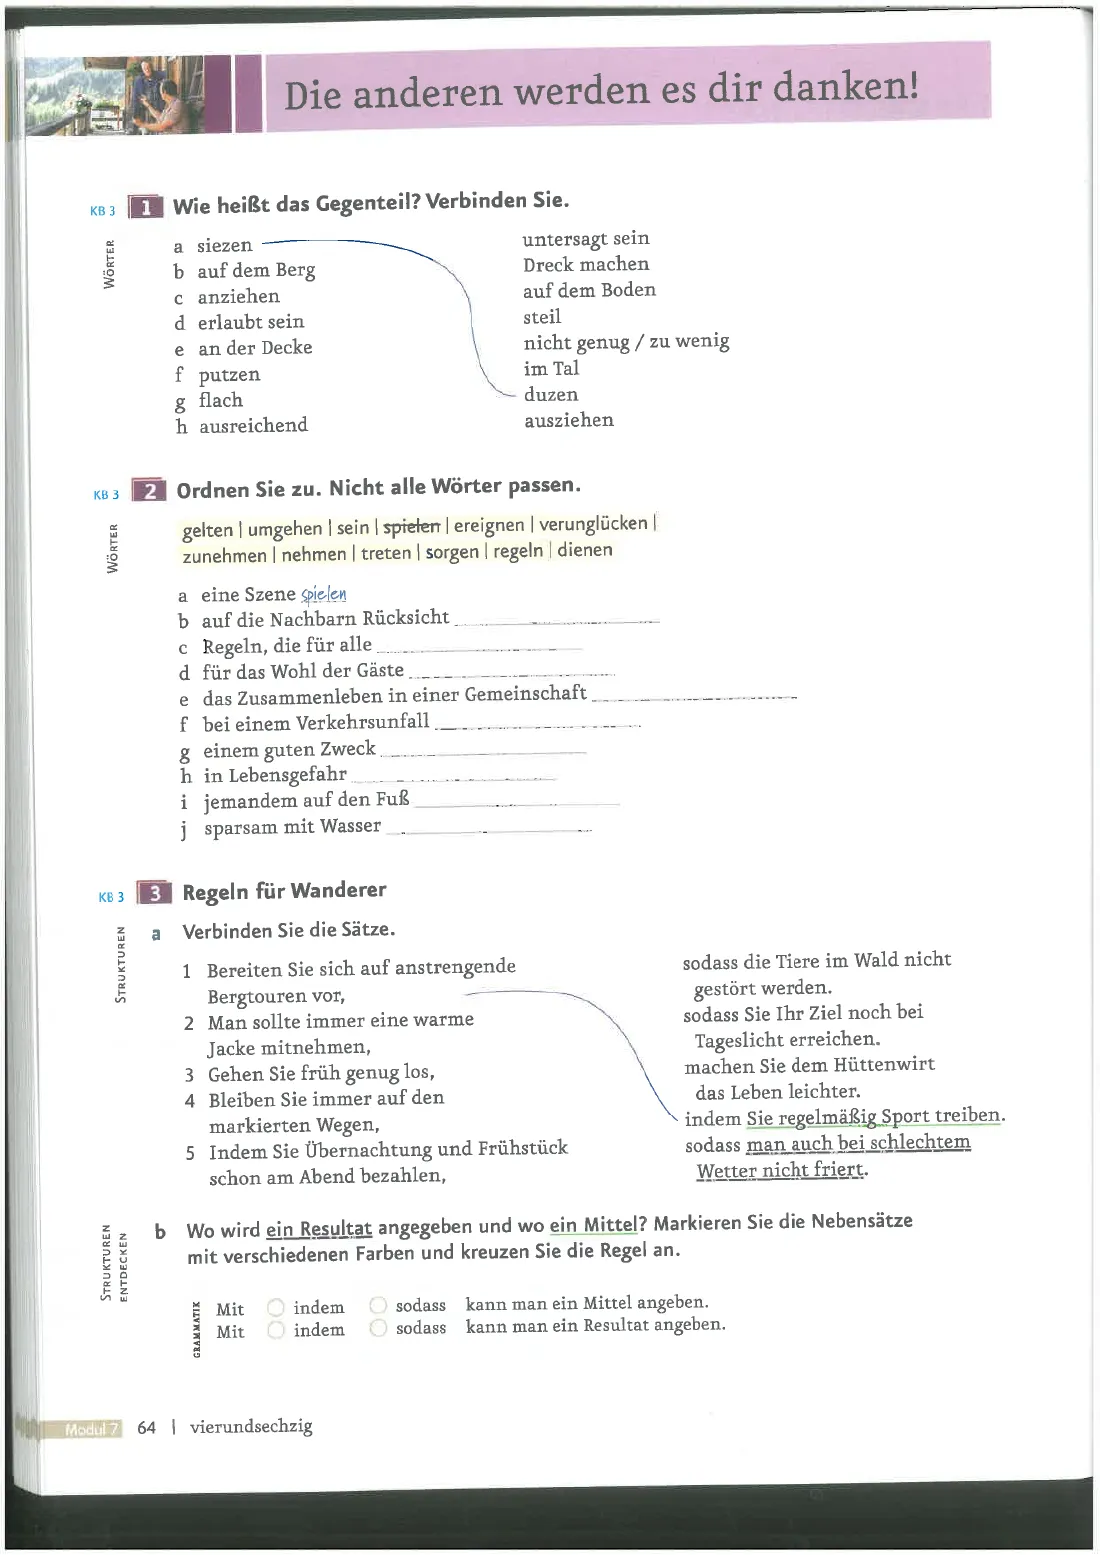 Die anderen werden es dir danken!
KB 3 1 Wie heißt das Gegenteil? Verbinden Sie.
WÖRTER
a siezen
b auf dem Berg
c anziehen
d erlaubt sein
e an der Decke
f putzen
g flach
h ausreichend
untersagt sein
Dreck machen
auf dem Boden
steil
nicht genug / zu wenig
im Tal
duzen
ausziehen
KB 3 2 Ordnen Sie zu. Nicht alle Wörter passen.
WÖRTER
gelten | umgehen | sein | spielen | ereignen | verunglücken |
zunehmen | nehmen | treten | sorgen | regeln | dienen
a eine Szene spielen
b auf die Nachbarn Rücksicht
c Regeln, die für alle
d für das Wohl der Gäste
e das Zusammenleben in einer Gemeinschaft
f bei einem Verkehrsunfall
g einem guten Zweck
h in Lebensgefahr
i jemandem auf den Fuß
j sparsam mit Wasser
KB 3 3 Regeln für Wanderer
STRUKTUREN
a Verbinden Sie die Sätze.
1 Bereiten Sie sich auf anstrengende
Bergtouren vor,
2 Man sollte immer eine warme
Jacke mitnehmen,
3 Gehen Sie früh genug los,
4 Bleiben Sie immer auf den
markierten Wegen,
5 Indem Sie Übernachtung und Frühstück
schon am Abend bezahlen,
sodass die Tiere im Wald nicht
gestört werden.
sodass Sie Ihr Ziel noch bei
Tageslicht erreichen.
machen Sie dem Hüttenwirt
das Leben leichter.
indem Sie regelmäßig Sport treiben.
sodass man auch bei schlechtem
Wetter nicht friert.
STRUKTUREN
ENTDECKEN
b Wo wird ein Resultat angegeben und wo ein Mittel? Markieren Sie die Nebensätze
mit verschiedenen Farben und kreuzen Sie die Regel an.
GRAMMATIK
Mit indem sodass kann man ein Mittel angeben.
Mit indem sodass kann man ein Resultat angeben.
Modul 7 64 | vierundsechzig